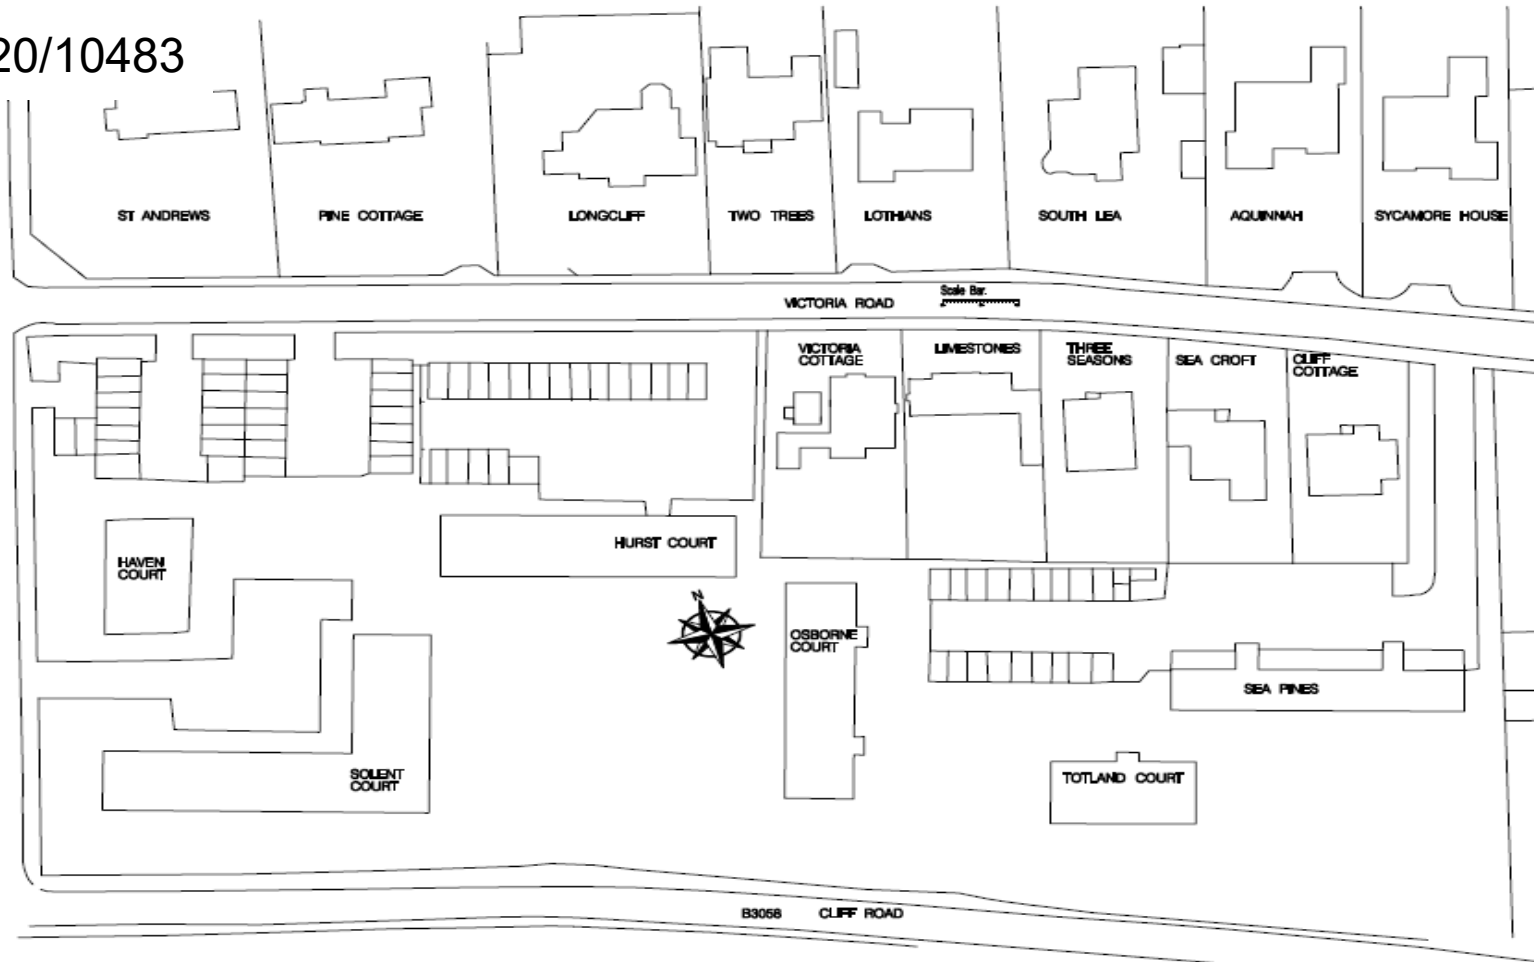 20/10483
ST ANDREWS
PINE COTTAGE
LONGCLIFF
TWO TREES
LOTHIANS
SOUTH LEA
AQUINNAH
SYCAMORE HOUSE
VICTORIA ROAD
Scale Bar.
VICTORIA
COTTAGE
LIMESTONES
THREE
SEASONS
SEA CROFT
CLIFF
COTTAGE
HURST COURT
HAVEN
COURT
N
OSBORNE
COURT
SEA PINES
SOLENT
COURT
TOTLAND COURT
B3058 CLIFF ROAD